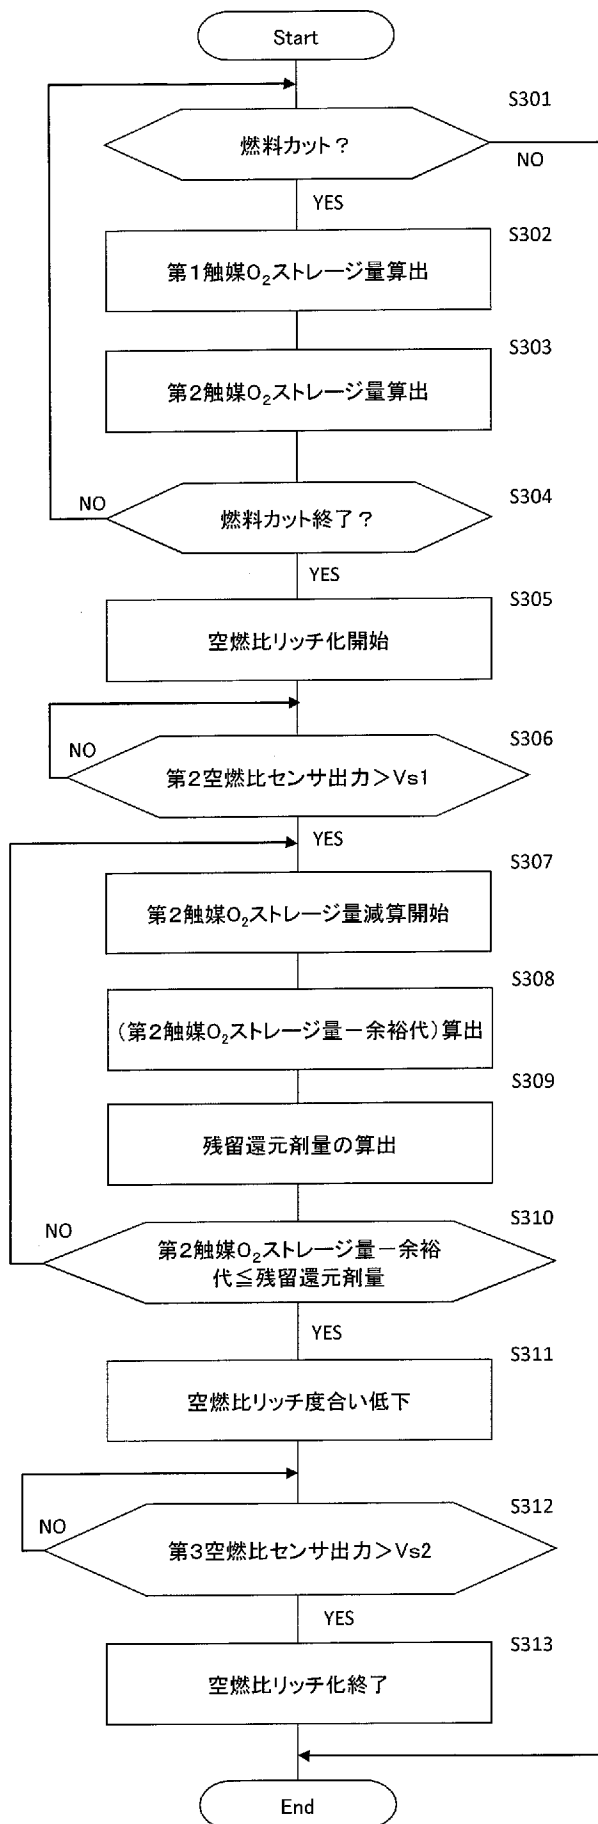 Start
S301
燃料カット？
NO
YES
S302
第１触媒O₂ストレージ量算出
S303
第２触媒O₂ストレージ量算出
S304
NO
燃料カット終了？
YES
S305
空燃比リッチ化開始
S306
NO
第２空燃比センサ出力＞Vs1
YES
S307
第２触媒O₂ストレージ量減算開始
S308
（第２触媒O₂ストレージ量－余裕代）算出
S309
残留還元剤量の算出
S310
NO
第２触媒O₂ストレージ量－余裕
代≦残留還元剤量
YES
S311
空燃比リッチ度合い低下
S312
NO
第３空燃比センサ出力＞Vs2
YES
S313
空燃比リッチ化終了
End